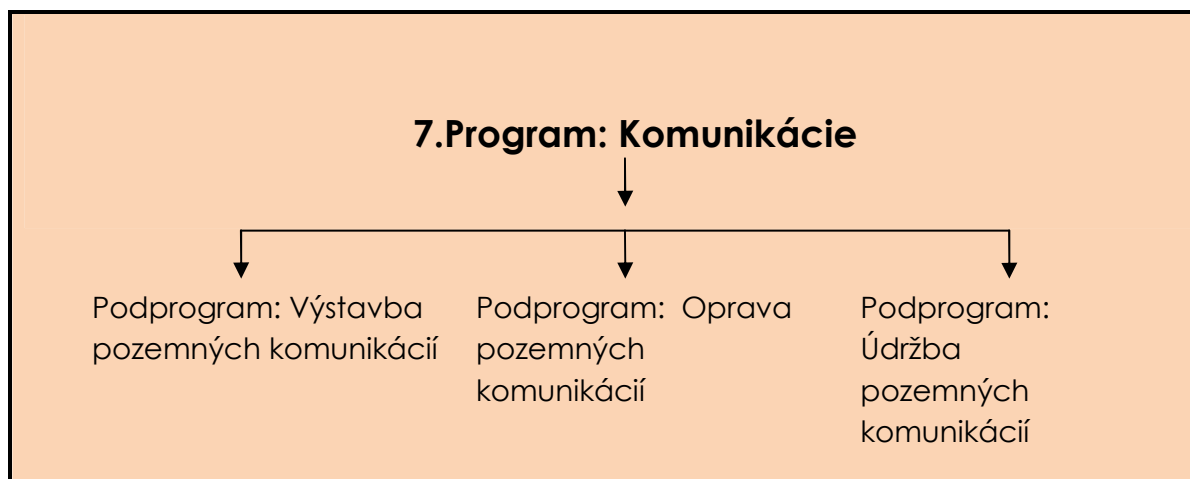 7.Program: Komunikácie
Podprogram: Výstavba
pozemných komunikácií
Podprogram: Oprava
pozemných
komunikácií
Podprogram:
Údržba
pozemných
komunikácií